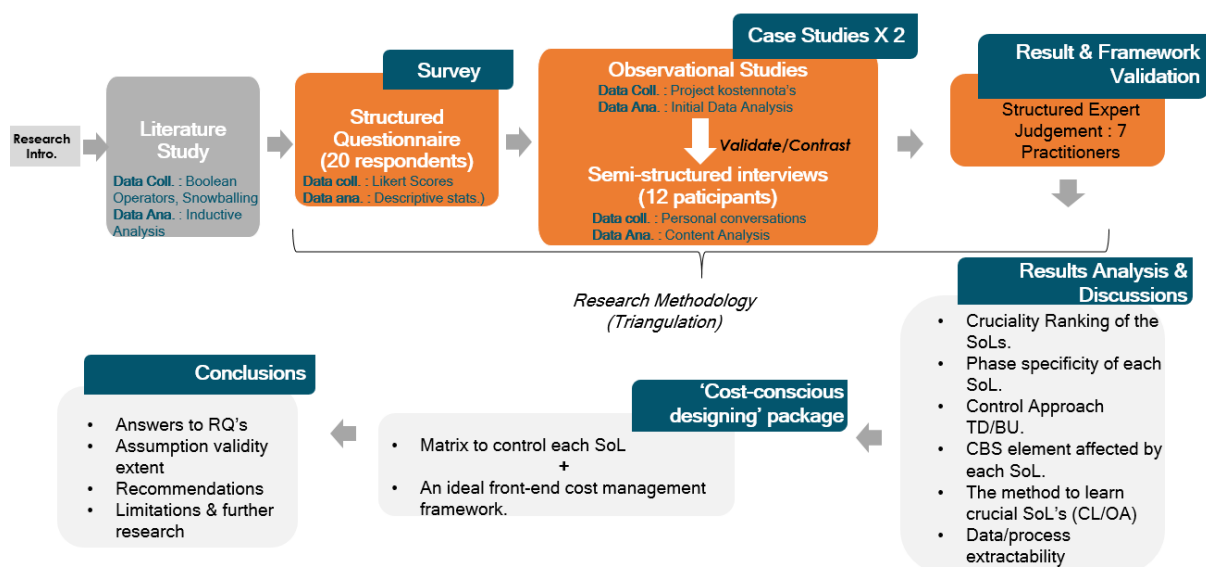 Research
Intro.
Literature
Study
Data Coll. : Boolean
Operators, Snowballing
Data Ana. : Inductive
Analysis
Survey
Structured
Questionnaire
(20 respondents)
Data coll. : Likert Scores
Data ana. : Descriptive stats.)
Case Studies X 2
Observational Studies
Data Coll. : Project kostennota's
Data Ana. : Initial Data Analysis
Validate/Contrast
Semi-structured interviews
(12 paticipants)
Data coll. : Personal conversations
Data Ana. : Content Analysis
Result & Framework
Validation
Structured Expert
Judgement : 7
Practitioners
Research Methodology
(Triangulation)
Results Analysis &
Discussions
• Cruciality Ranking of the
SoLs.
• Phase specificity of each
SoL.
• Control Approach
TD/BU.
• CBS element affected by
each SoL.
• The method to learn
crucial SoL's (CL/OA)
• Data/process
extractability
'Cost-conscious
designing' package
• Matrix to control each SoL
+
• An ideal front-end cost management
framework.
Conclusions
• Answers to RQ's
• Assumption validity
extent
• Recommendations
• Limitations & further
research